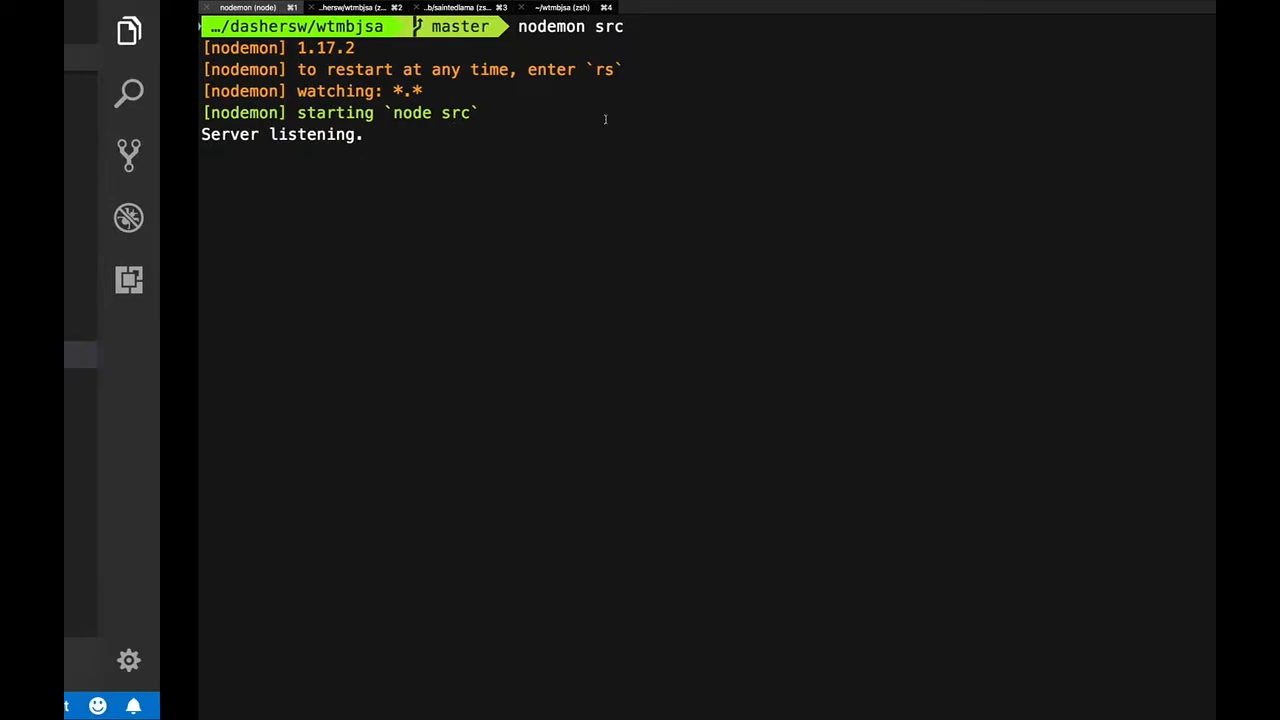 nodemon (node) ⌘1 ..hersw/wtmbjsa (z... ⌘2 ..b/saintedlama (zs... ⌘3 ~/wtmbjsa (zsh) ⌘4
…/dashersw/wtmbjsa master nodemon src
[nodemon] 1.17.2
[nodemon] to restart at any time, enter `rs`
[nodemon] watching: *.*
[nodemon] starting `node src`
Server listening.
t